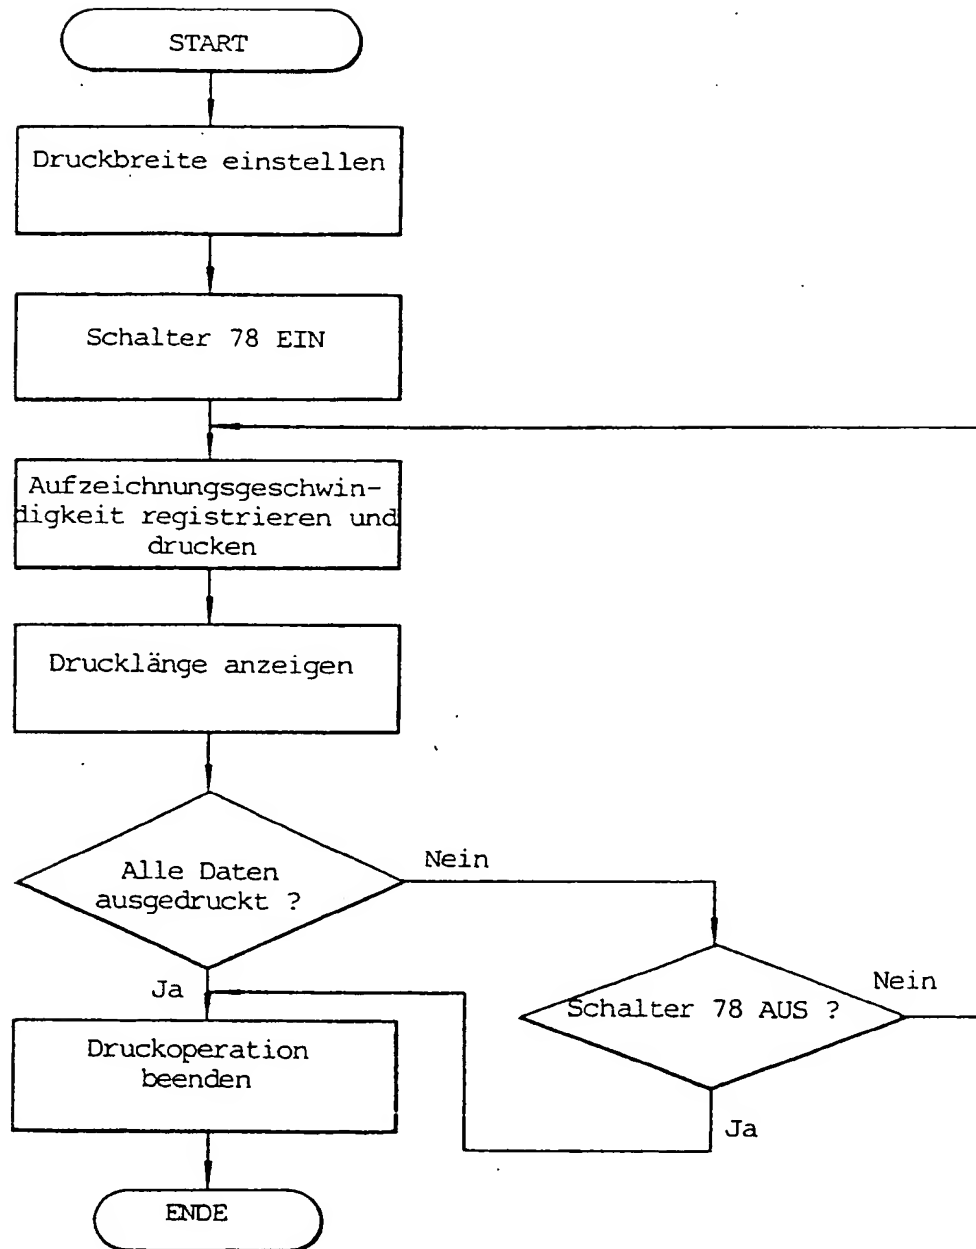 START
Druckbreite einstellen
Schalter 78 EIN
Aufzeichnungsgeschwin-
digkeit registrieren und
drucken
Drucklänge anzeigen
Alle Daten
ausgedruckt ?
Nein
Schalter 78 AUS ?
Nein
Ja
Ja
Druckoperation
beenden
ENDE